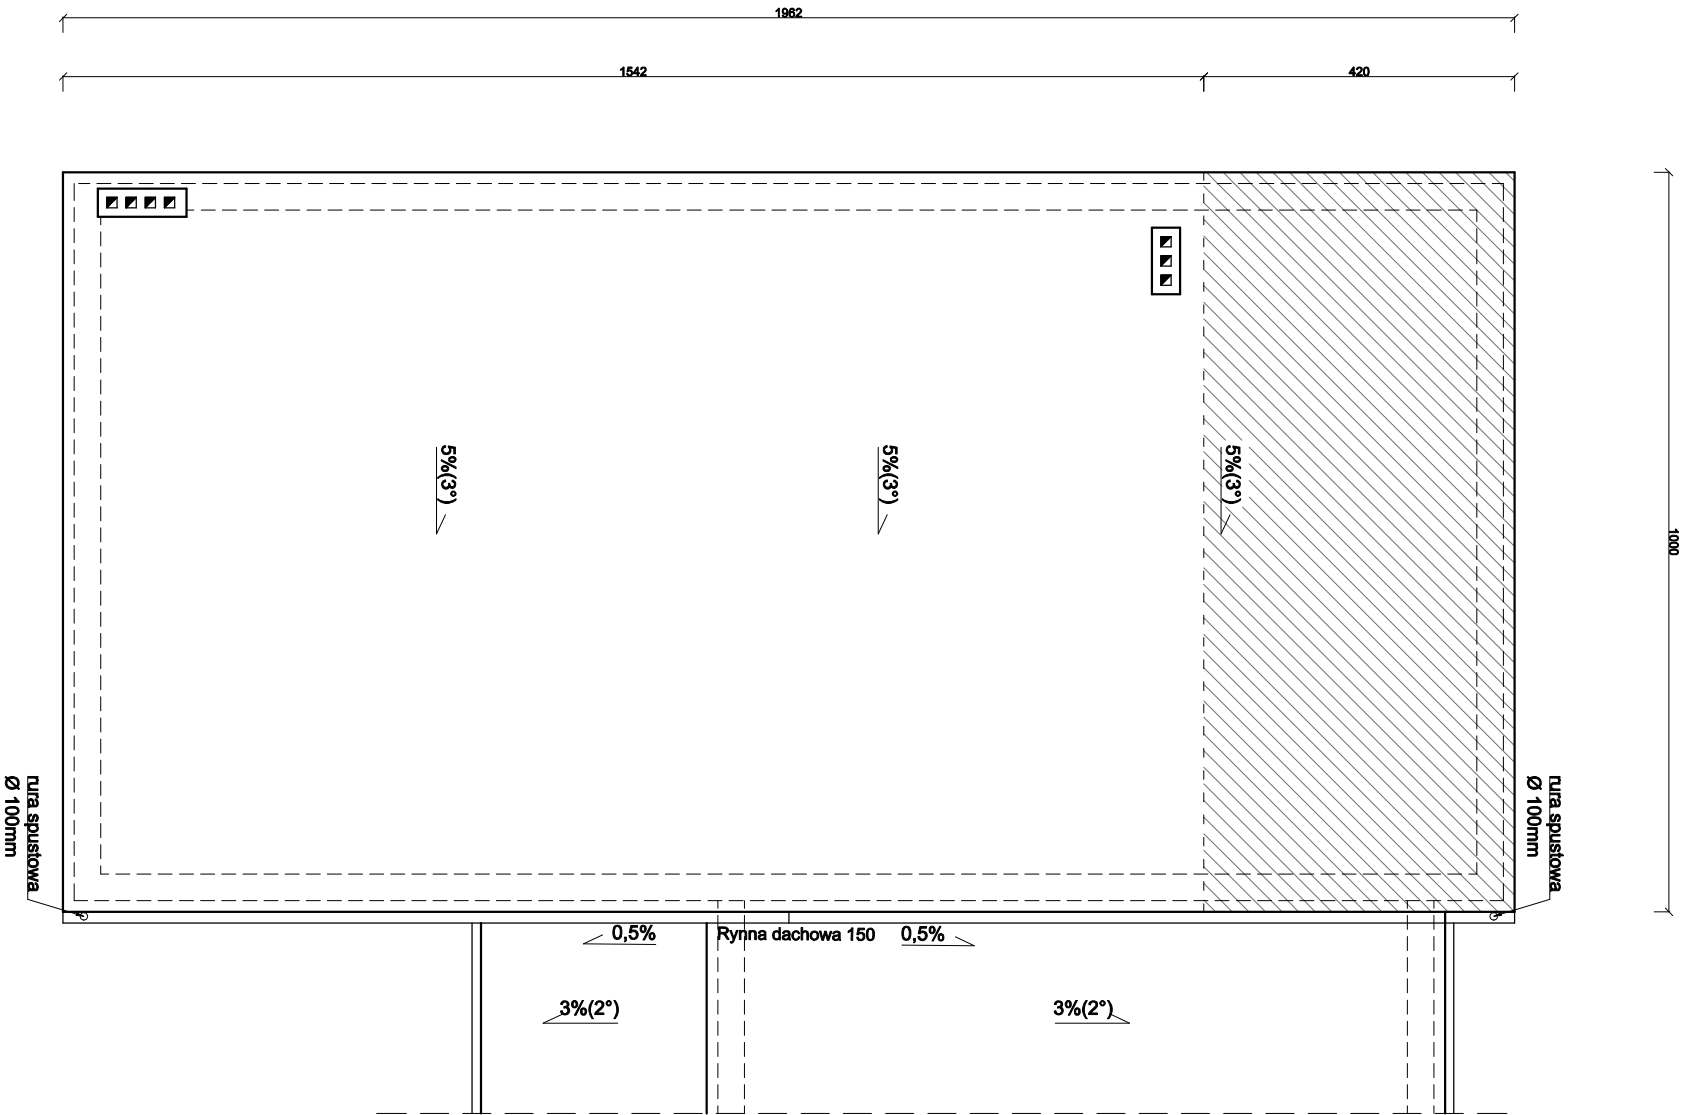 1962
1542
420
1000
5%(3°)
5%(3°)
5%(3°)
rura spustowa
Ø 100mm
rura spustowa
Ø 100mm
0,5%
Rynna dachowa 150
0,5%
3%(2°)
3%(2°)